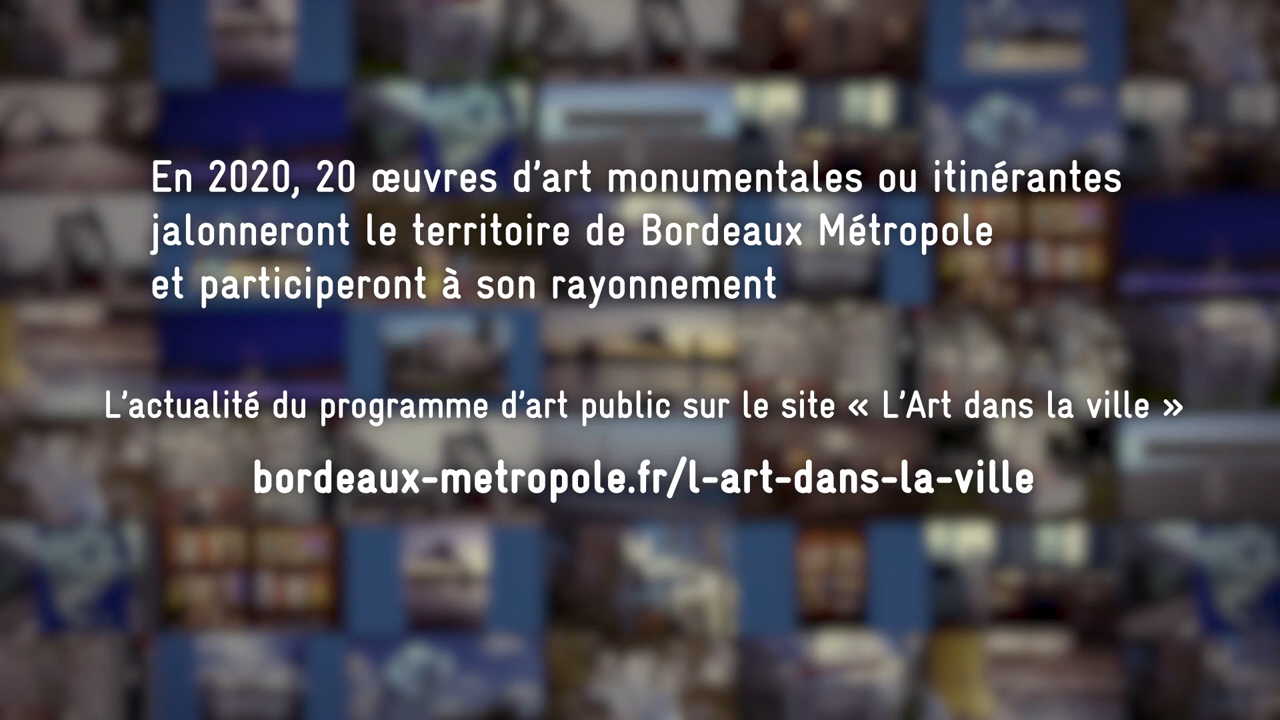 En 2020, 20 œuvres d'art monumentales ou itinérantes
jalonneront le territoire de Bordeaux Métropole
et participeront à son rayonnement
L'actualité du programme d'art public sur le site « L'Art dans la ville »
bordeaux-metropole.fr/l-art-dans-la-ville